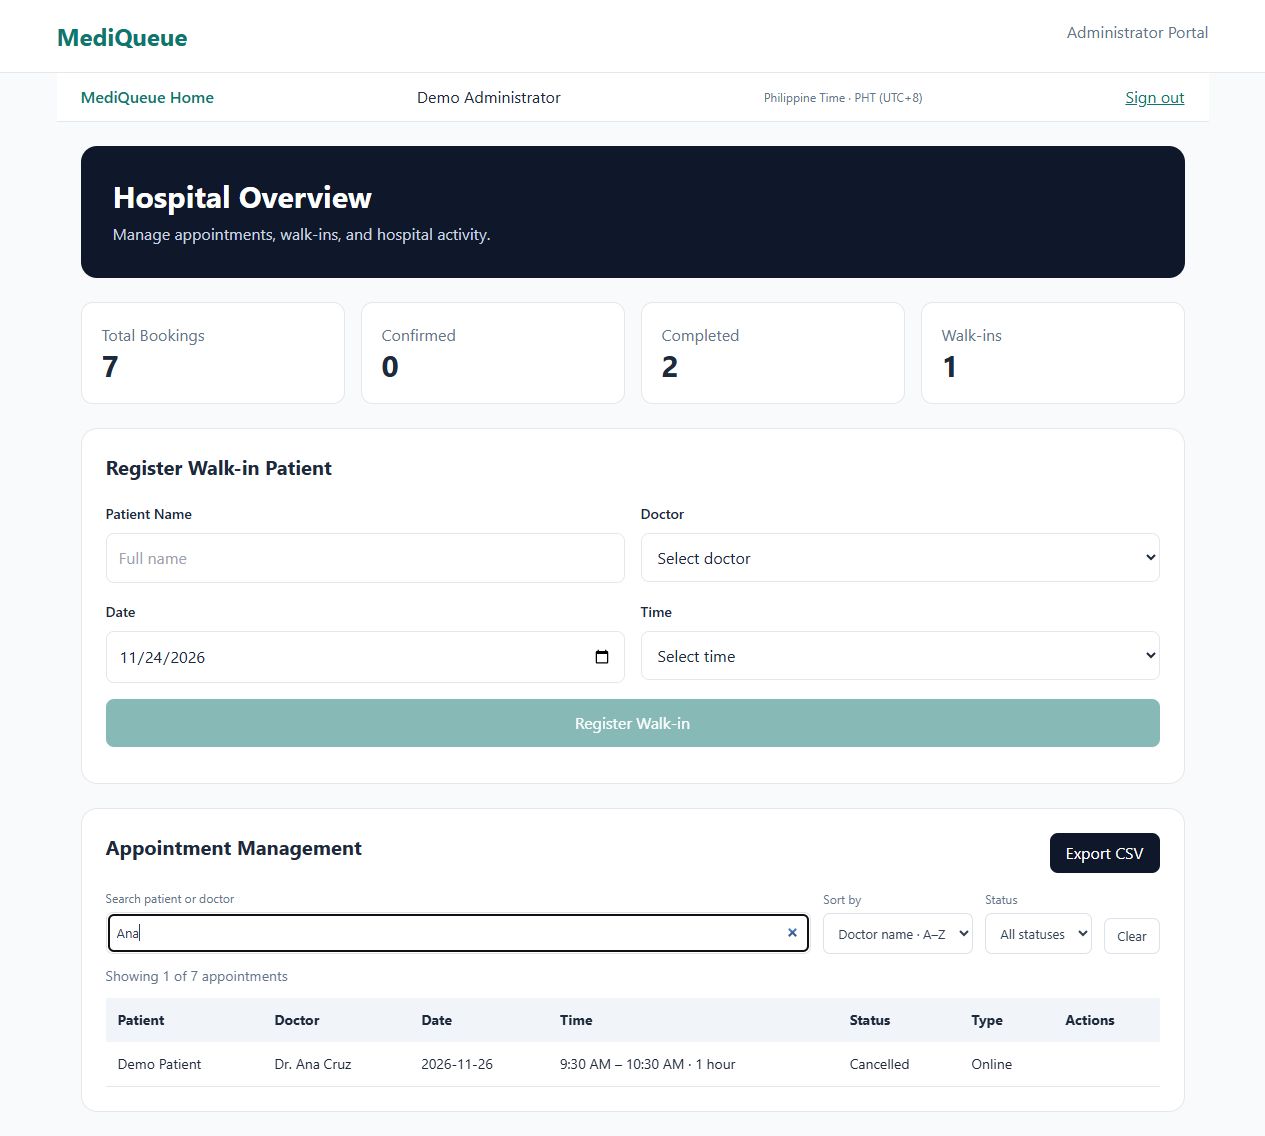 MediQueue
Administrator Portal
MediQueue Home
Demo Administrator
Philippine Time · PHT (UTC+8)
Sign out
Hospital Overview
Manage appointments, walk-ins, and hospital activity.
Total Bookings
7
Confirmed
0
Completed
2
Walk-ins
1
Register Walk-in Patient
Patient Name
Full name
Doctor
Select doctor
Date
11/24/2026
Time
Select time
Register Walk-in
Appointment Management
Export CSV
Search patient or doctor
Ana
Sort by
Doctor name · A–Z
Status
All statuses
Clear
Showing 1 of 7 appointments
Patient Doctor Date Time Status Type Actions
Demo Patient Dr. Ana Cruz 2026-11-26 9:30 AM – 10:30 AM · 1 hour Cancelled Online